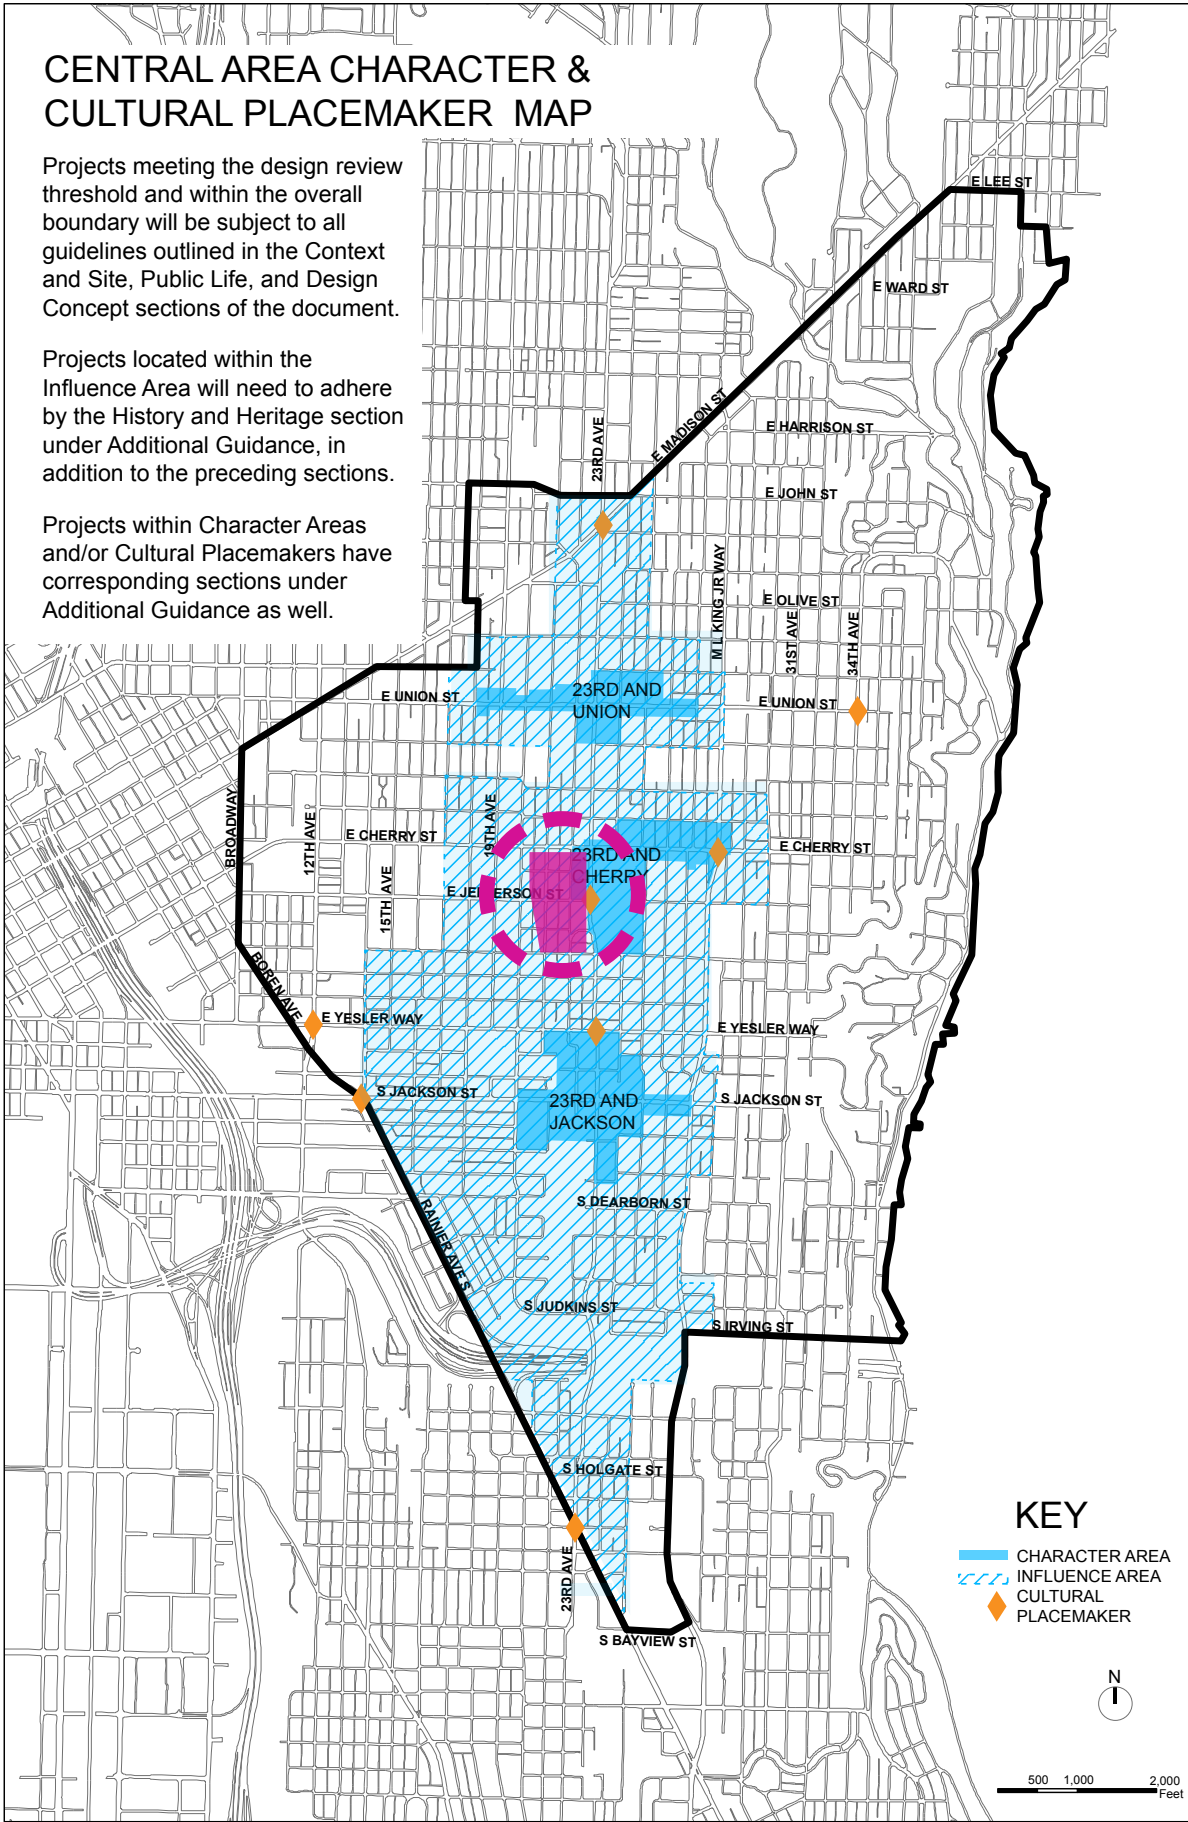 CENTRAL AREA CHARACTER &
CULTURAL PLACEMAKER MAP
Projects meeting the design review
threshold and within the overall
boundary will be subject to all
guidelines outlined in the Context
and Site, Public Life, and Design
Concept sections of the document.
Projects located within the
Influence Area will need to adhere
by the History and Heritage section
under Additional Guidance, in
addition to the preceding sections.
Projects within Character Areas
and/or Cultural Placemakers have
corresponding sections under
Additional Guidance as well.
E LEE ST
E WARD ST
E MADISON ST
23RD AVE
E HARRISON ST
E JOHN ST
M L KING JR WAY
E OLIVE ST
31ST AVE
34TH AVE
E UNION ST
23RD AND
UNION
E UNION ST
BROADWAY
12TH AVE
E CHERRY ST
15TH AVE
19TH AVE
23RD AND
CHERRY
E CHERRY ST
E JEFFERSON ST
BOREN AVE
E YESLER WAY
E YESLER WAY
S JACKSON ST
23RD AND
JACKSON
S JACKSON ST
S DEARBORN ST
RAINIER AVE S
S JUDKINS ST
S IRVING ST
S HOLGATE ST
23RD AVE
S BAYVIEW ST
KEY
CHARACTER AREA
INFLUENCE AREA
CULTURAL
PLACEMAKER
N
500 1,000 2,000
Feet